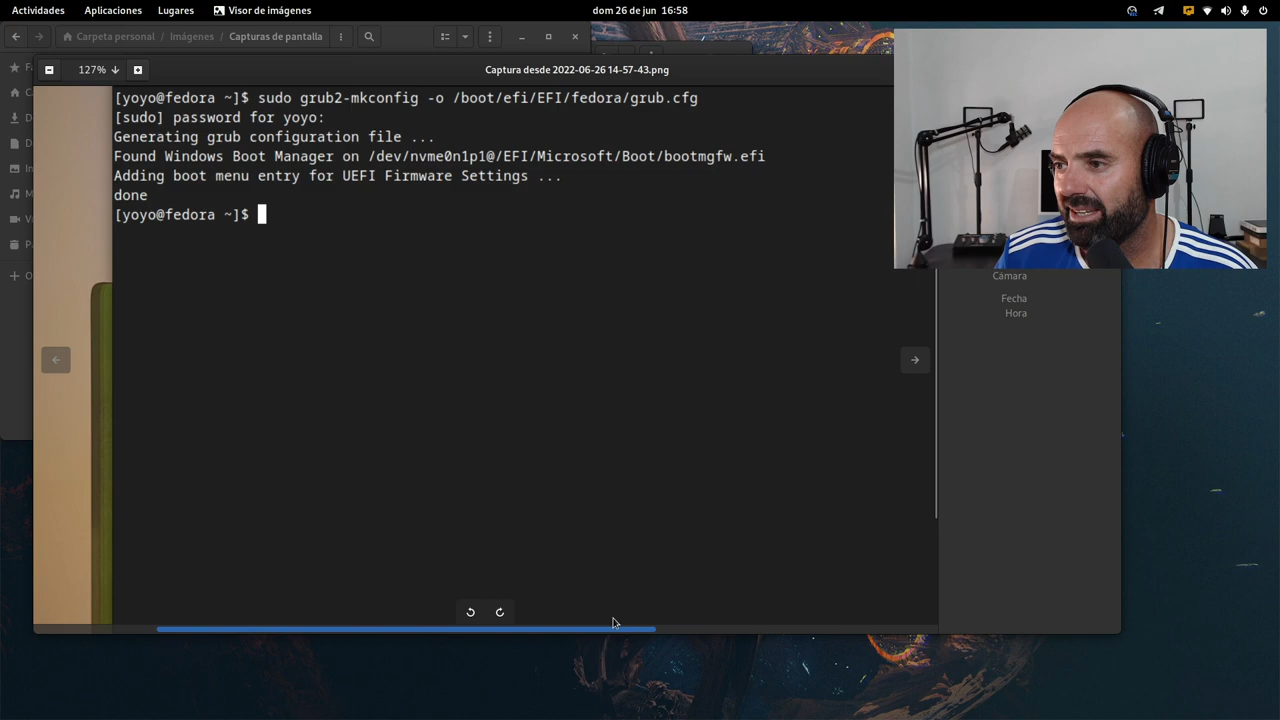 Actividades Aplicaciones Lugares Visor de imágenes dom 26 de jun 16:58
Carpeta personal / Imágenes / Capturas de pantalla
127% Captura desde 2022-06-26 14-57-43.png
[yoyo@fedora ~]$ sudo grub2-mkconfig -o /boot/efi/EFI/fedora/grub.cfg
[sudo] password for yoyo:
Generating grub configuration file ...
Found Windows Boot Manager on /dev/nvme0n1p1@/EFI/Microsoft/Boot/bootmgfw.efi
Adding boot menu entry for UEFI Firmware Settings ...
done
[yoyo@fedora ~]$
Cámara
Fecha
Hora